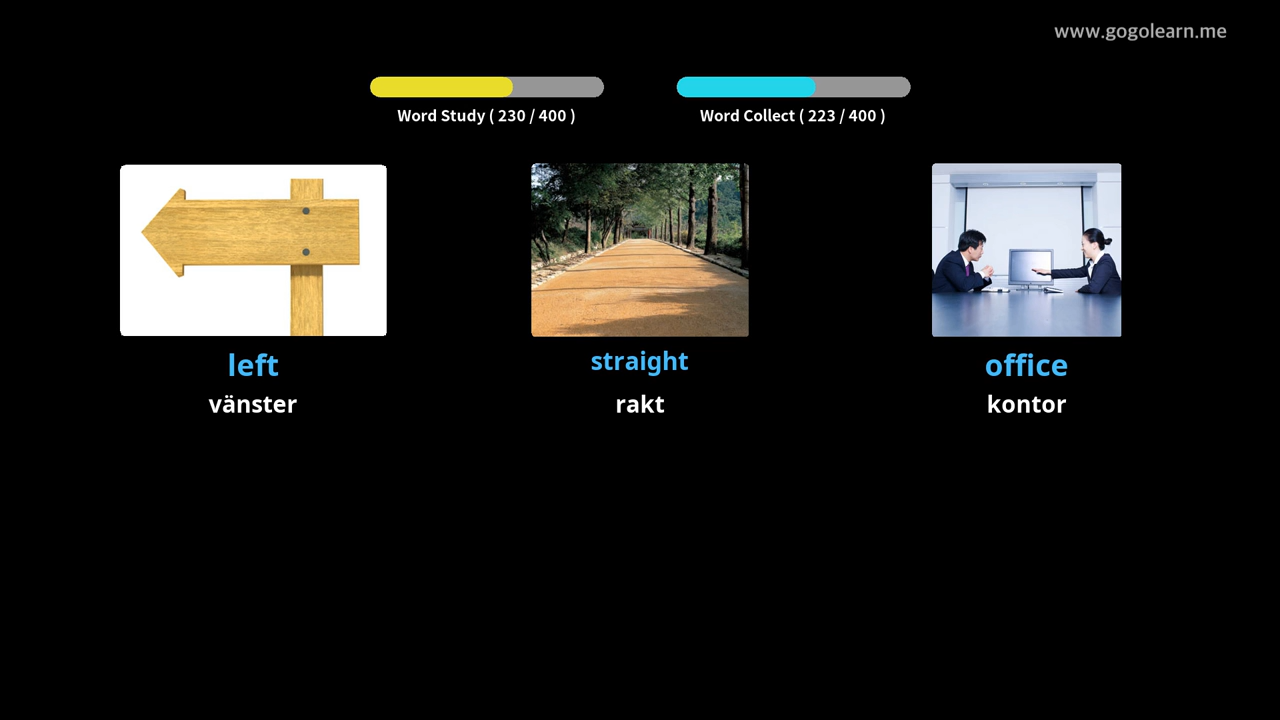 www.gogolearn.me
Word Study ( 230 / 400 )
Word Collect ( 223 / 400 )
left
straight
office
vänster
rakt
kontor